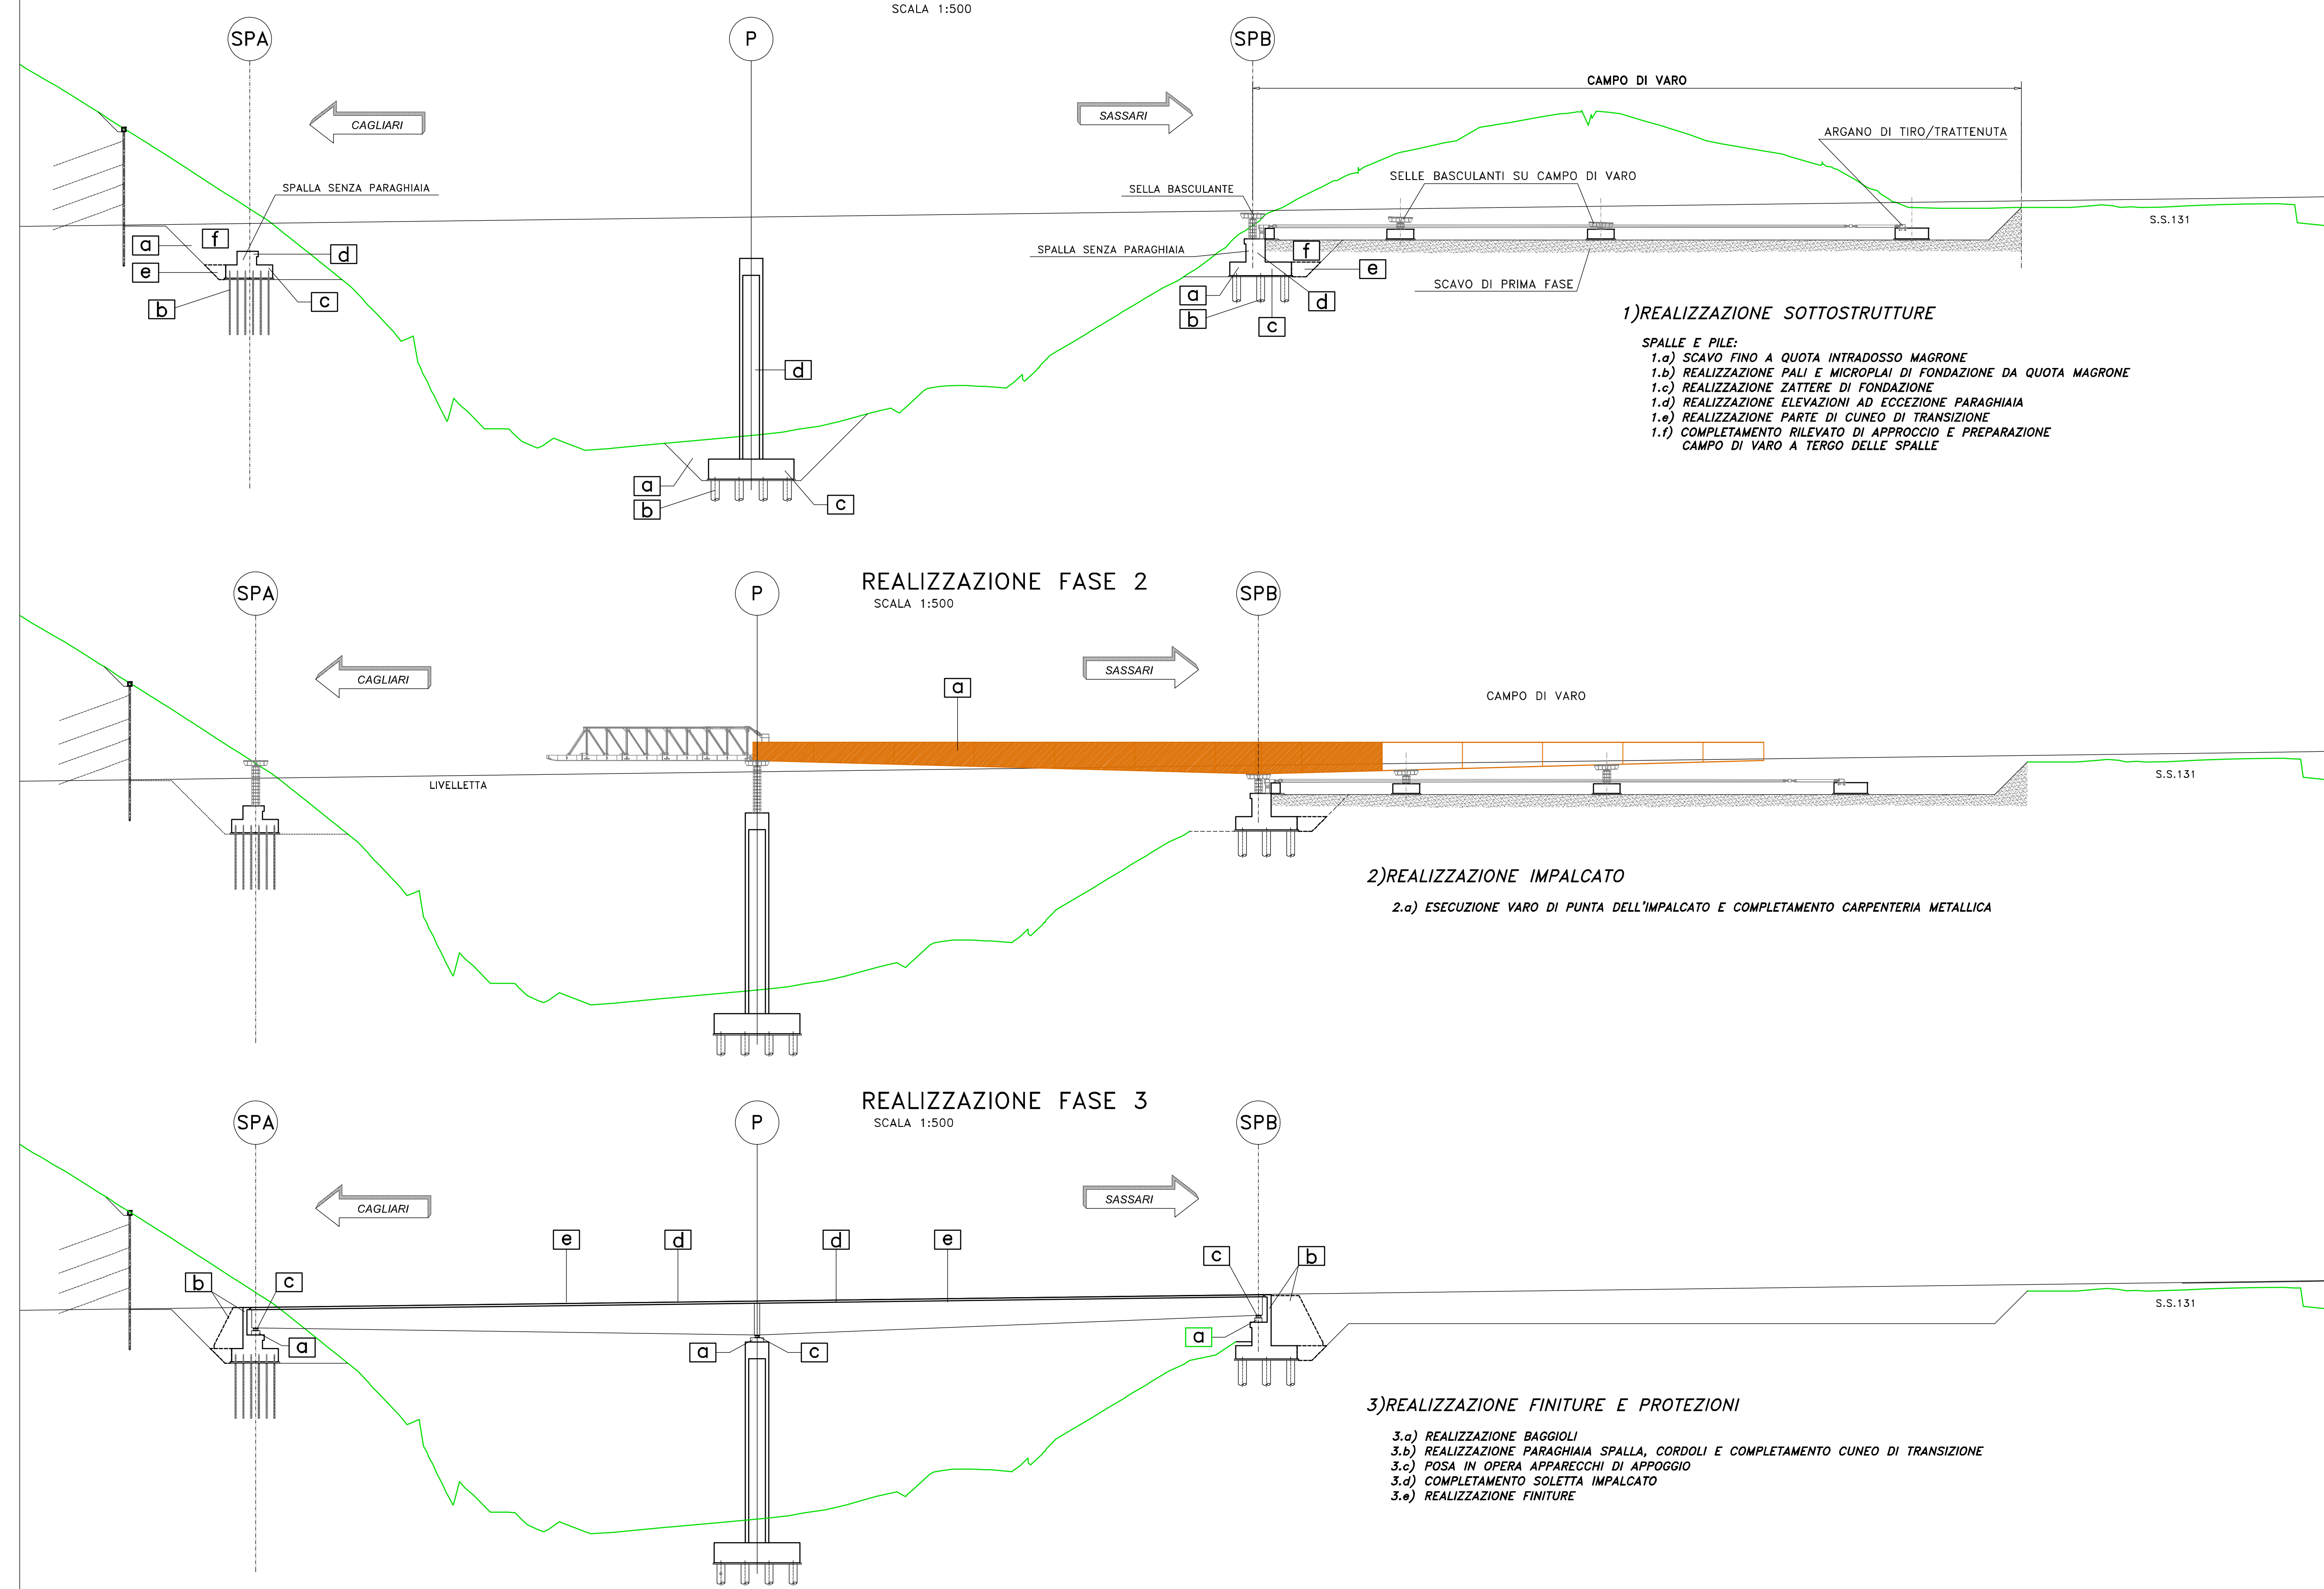 SCALA 1:500
SPA
P
SPB
CAMPO DI VARO
CAGLIARI
SASSARI
ARGANO DI TIRO/TRATTENUTA
SPALLA SENZA PARAGHIAIA
SELLA BASCULANTE
SELLE BASCULANTI SU CAMPO DI VARO
S.S.131
a
f
d
e
b
c
SPALLA SENZA PARAGHIAIA
f
e
a
d
b
c
SCAVO DI PRIMA FASE
d
a
b
c
1)REALIZZAZIONE SOTTOSTRUTTURE
SPALLE E PILE:
1.a) SCAVO FINO A QUOTA INTRADOSSO MAGRONE
1.b) REALIZZAZIONE PALI E MICROPLAI DI FONDAZIONE DA QUOTA MAGRONE
1.c) REALIZZAZIONE ZATTERE DI FONDAZIONE
1.d) REALIZZAZIONE ELEVAZIONI AD ECCEZIONE PARAGHIAIA
1.e) REALIZZAZIONE PARTE DI CUNEO DI TRANSIZIONE
1.f) COMPLETAMENTO RILEVATO DI APPROCCIO E PREPARAZIONE
CAMPO DI VARO A TERGO DELLE SPALLE
REALIZZAZIONE FASE 2
SCALA 1:500
SPA
P
SPB
CAGLIARI
SASSARI
a
CAMPO DI VARO
LIVELLETTA
S.S.131
2)REALIZZAZIONE IMPALCATO
2.a) ESECUZIONE VARO DI PUNTA DELL'IMPALCATO E COMPLETAMENTO CARPENTERIA METALLICA
REALIZZAZIONE FASE 3
SCALA 1:500
SPA
P
SPB
CAGLIARI
SASSARI
e
d
d
e
c
b
b
c
S.S.131
a
a
c
a
3)REALIZZAZIONE FINITURE E PROTEZIONI
3.a) REALIZZAZIONE BAGGIOLI
3.b) REALIZZAZIONE PARAGHIAIA SPALLA, CORDOLI E COMPLETAMENTO CUNEO DI TRANSIZIONE
3.c) POSA IN OPERA APPARECCHI DI APPOGGIO
3.d) COMPLETAMENTO SOLETTA IMPALCATO
3.e) REALIZZAZIONE FINITURE